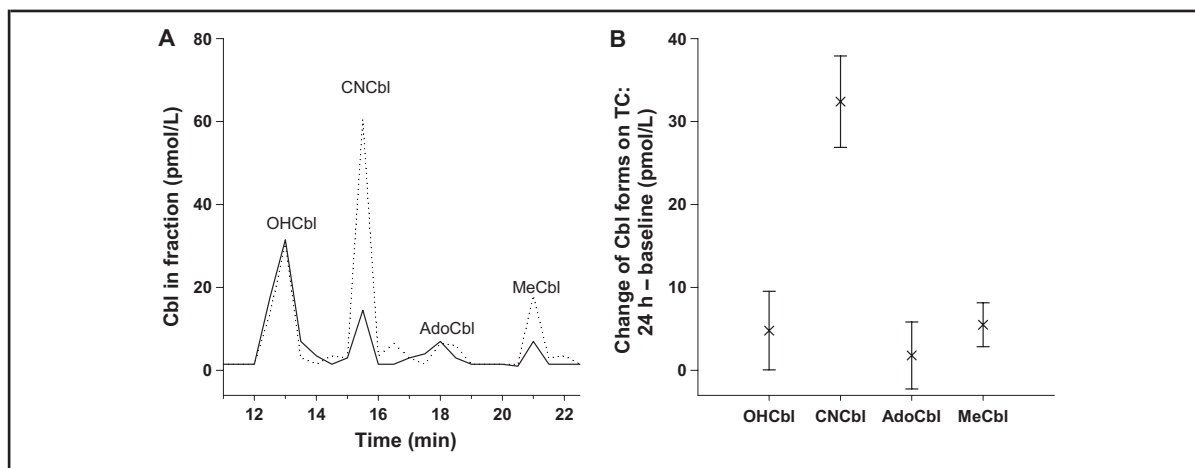 A
80
60
40
20
0
Cbl in fraction (pmol/L)
OHCbl
CNCbl
AdoCbl
MeCbl
12 14 16 18 20 22
Time (min)
B
40
30
20
10
0
Change of Cbl forms on TC:
24 h – baseline (pmol/L)
OHCbl CNCbl AdoCbl MeCbl